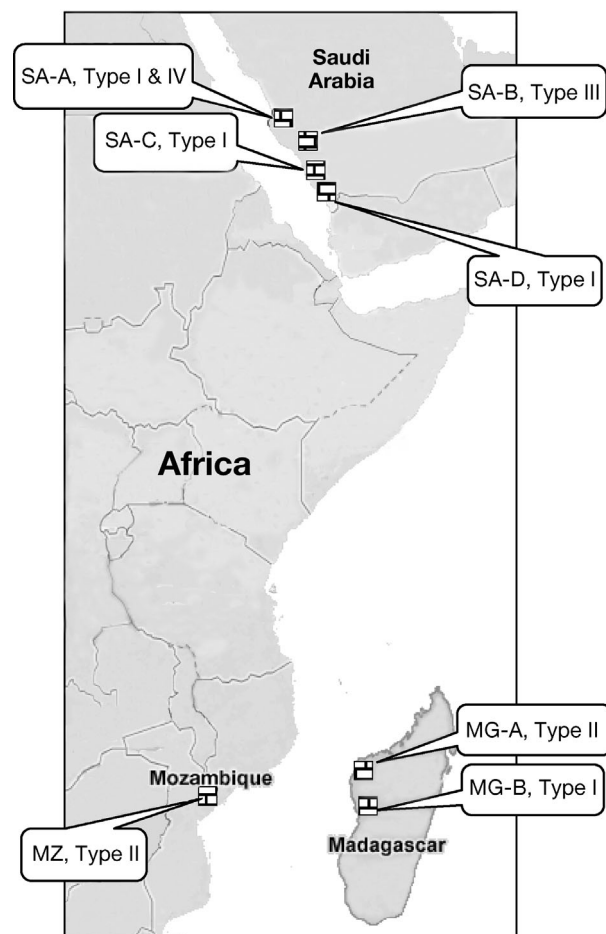 Saudi
Arabia
SA-A, Type I & IV
SA-B, Type III
SA-C, Type I
SA-D, Type I
Africa
MG-A, Type II
Mozambique
MG-B, Type I
MZ, Type II
Madagascar